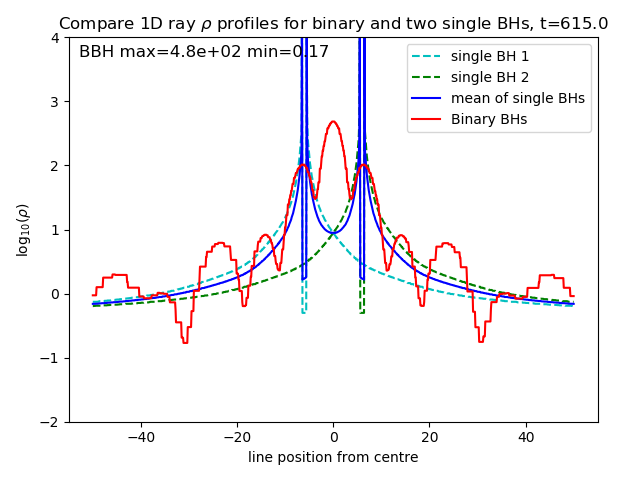 Compare 1D ray ρ profiles for binary and two single BHs, t=615.0
BBH max=4.8e+02 min=0.17
single BH 1
single BH 2
mean of single BHs
Binary BHs
log₁₀(ρ)
4
3
2
1
0
−1
−2
−40
−20
0
20
40
line position from centre